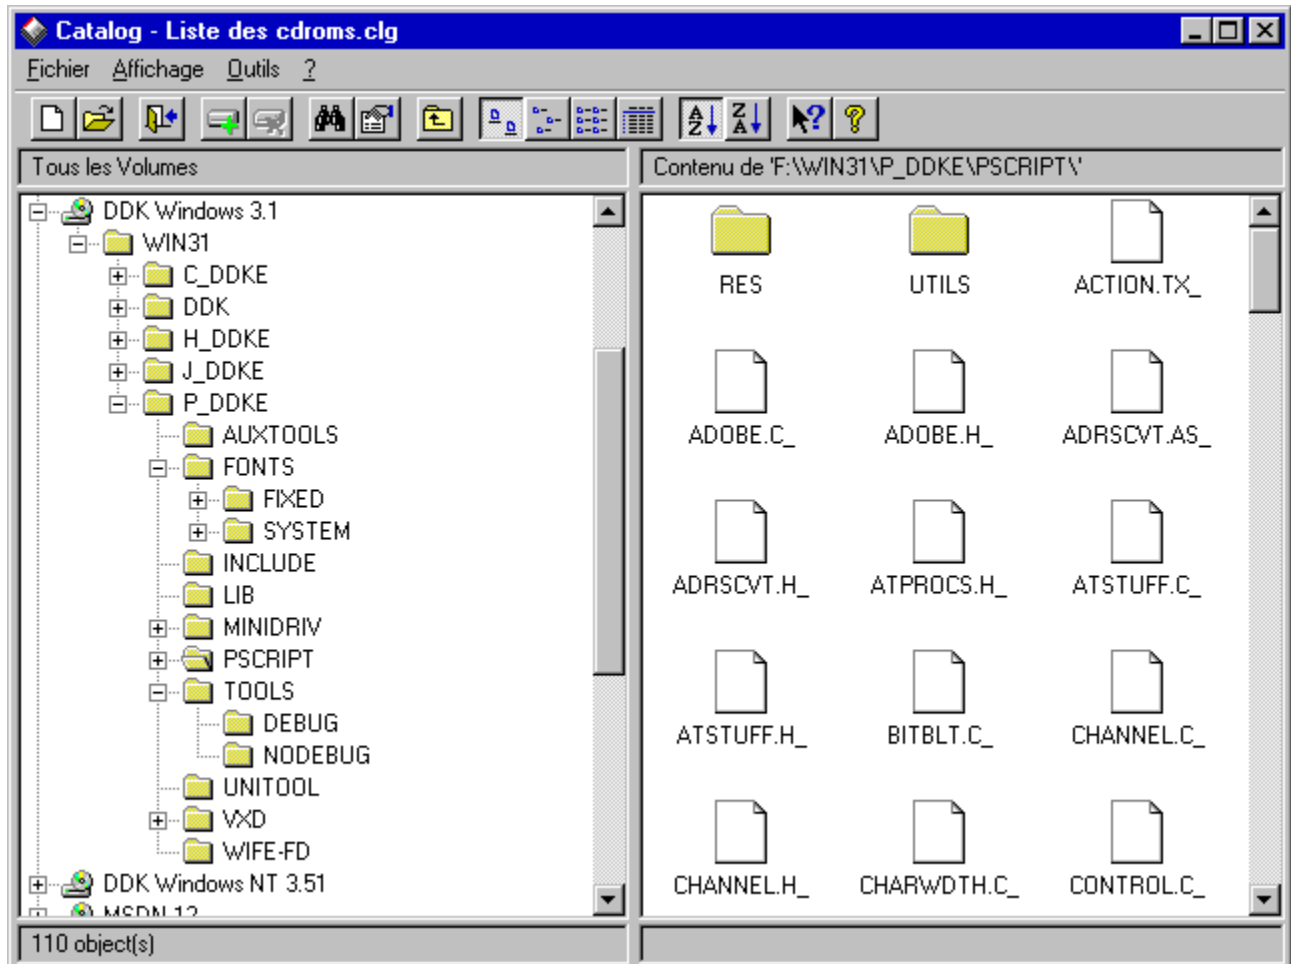 Catalog - Liste des cdroms.clg
Fichier Affichage Outils ?
Tous les Volumes
Contenu de 'F:\WIN31\P_DDKE\PSCRIPT\'
DDK Windows 3.1
WIN31
C_DDKE
DDK
H_DDKE
J_DDKE
P_DDKE
AUXTOOLS
FONTS
FIXED
SYSTEM
INCLUDE
LIB
MINIDRIV
PSCRIPT
TOOLS
DEBUG
NODEBUG
UNITOOL
VXD
WIFE-FD
DDK Windows NT 3.51
MSDN 12
RES UTILS ACTION.TX_
ADOBE.C_ ADOBE.H_ ADRSCVT.AS_
ADRSCVT.H_ ATPROCS.H_ ATSTUFF.C_
ATSTUFF.H_ BITBLT.C_ CHANNEL.C_
CHANNEL.H_ CHARWDTH.C_ CONTROL.C_
110 object(s)